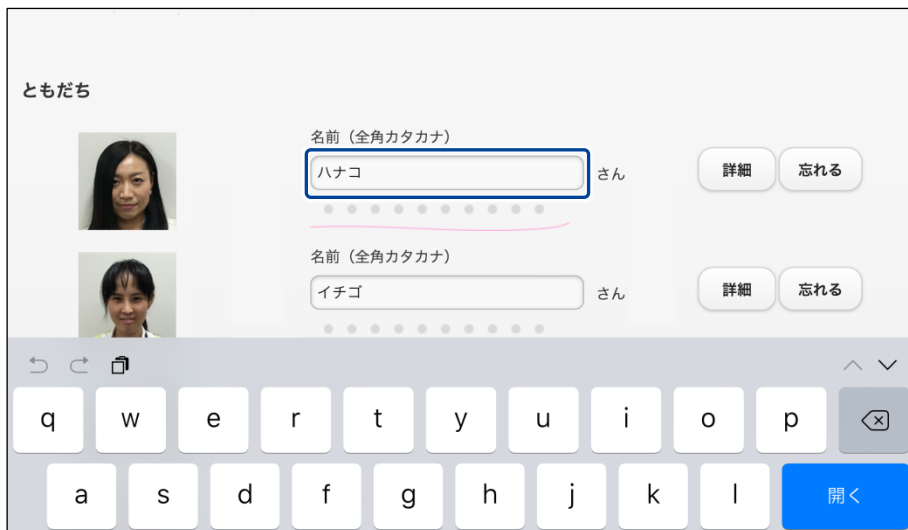 ともだち
名前（全角カタカナ）
ハナコ さん 詳細 忘れる
名前（全角カタカナ）
イチゴ さん 詳細 忘れる
q w e r t y u i o p
a s d f g h j k l 開く